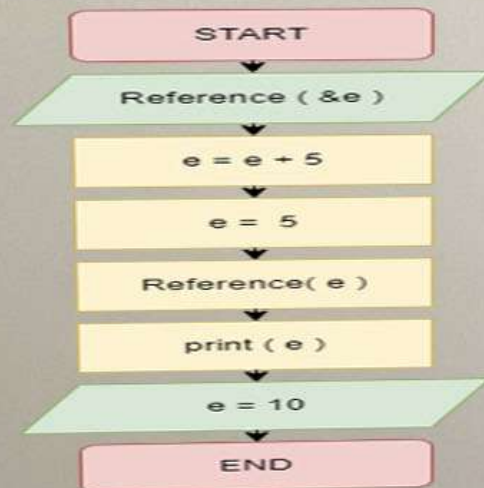 START
Reference ( &e )
e = e + 5
e = 5
Reference( e )
print ( e )
e = 10
END